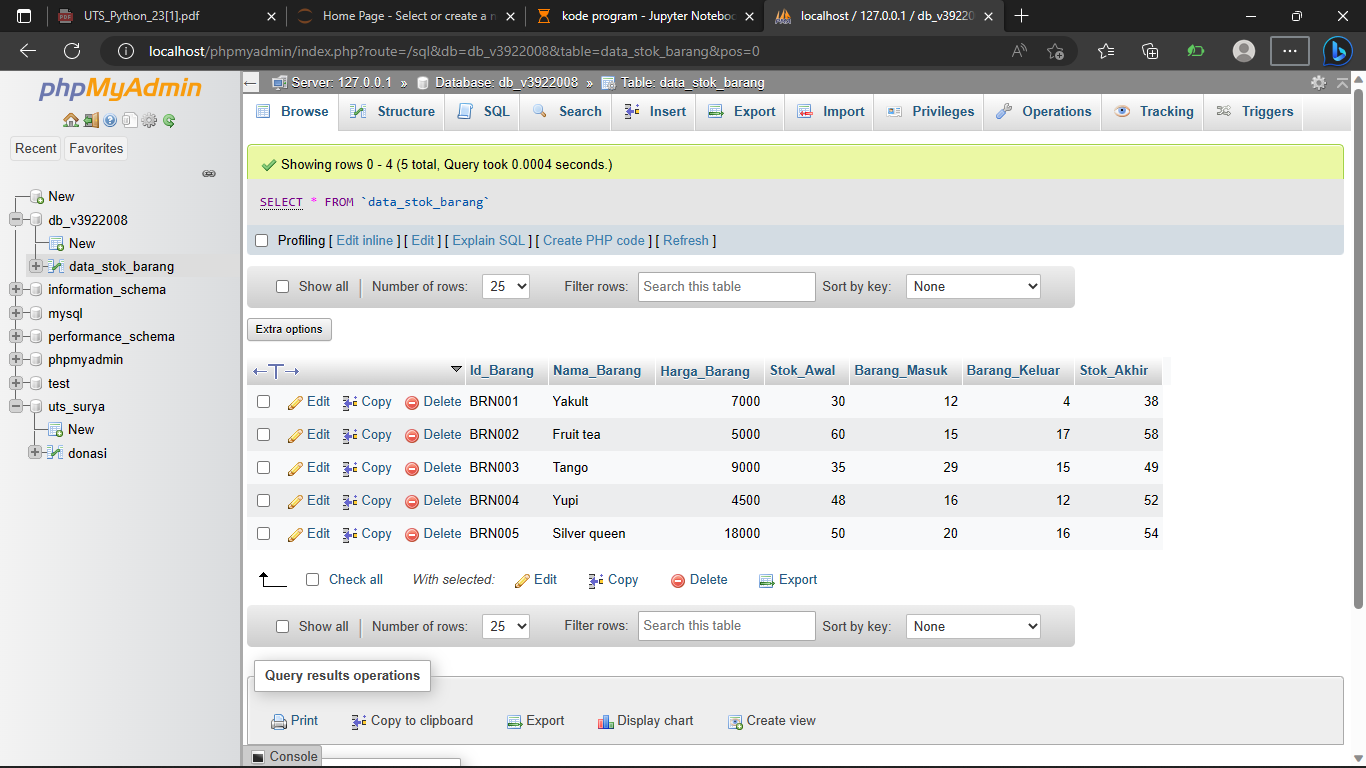 UTS_Python_23[1].pdf
Home Page - Select or create a n
kode program - Jupyter Noteboo
localhost / 127.0.0.1 / db_v39220
localhost/phpmyadmin/index.php?route=/sql&db=db_v3922008&table=data_stok_barang&pos=0
phpMyAdmin
Recent Favorites
New
db_v3922008
New
data_stok_barang
information_schema
mysql
performance_schema
phpmyadmin
test
uts_surya
New
donasi
Server: 127.0.0.1 » Database: db_v3922008 » Table: data_stok_barang
Browse Structure SQL Search Insert Export Import Privileges Operations Tracking Triggers
Showing rows 0 - 4 (5 total, Query took 0.0004 seconds.)
SELECT * FROM `data_stok_barang`
Profiling [ Edit inline ] [ Edit ] [ Explain SQL ] [ Create PHP code ] [ Refresh ]
Show all Number of rows: 25 Filter rows: Search this table Sort by key: None
Extra options
Id_Barang Nama_Barang Harga_Barang Stok_Awal Barang_Masuk Barang_Keluar Stok_Akhir
Edit Copy Delete BRN001 Yakult 7000 30 12 4 38
Edit Copy Delete BRN002 Fruit tea 5000 60 15 17 58
Edit Copy Delete BRN003 Tango 9000 35 29 15 49
Edit Copy Delete BRN004 Yupi 4500 48 16 12 52
Edit Copy Delete BRN005 Silver queen 18000 50 20 16 54
Check all With selected: Edit Copy Delete Export
Show all Number of rows: 25 Filter rows: Search this table Sort by key: None
Query results operations
Print Copy to clipboard Export Display chart Create view
Console